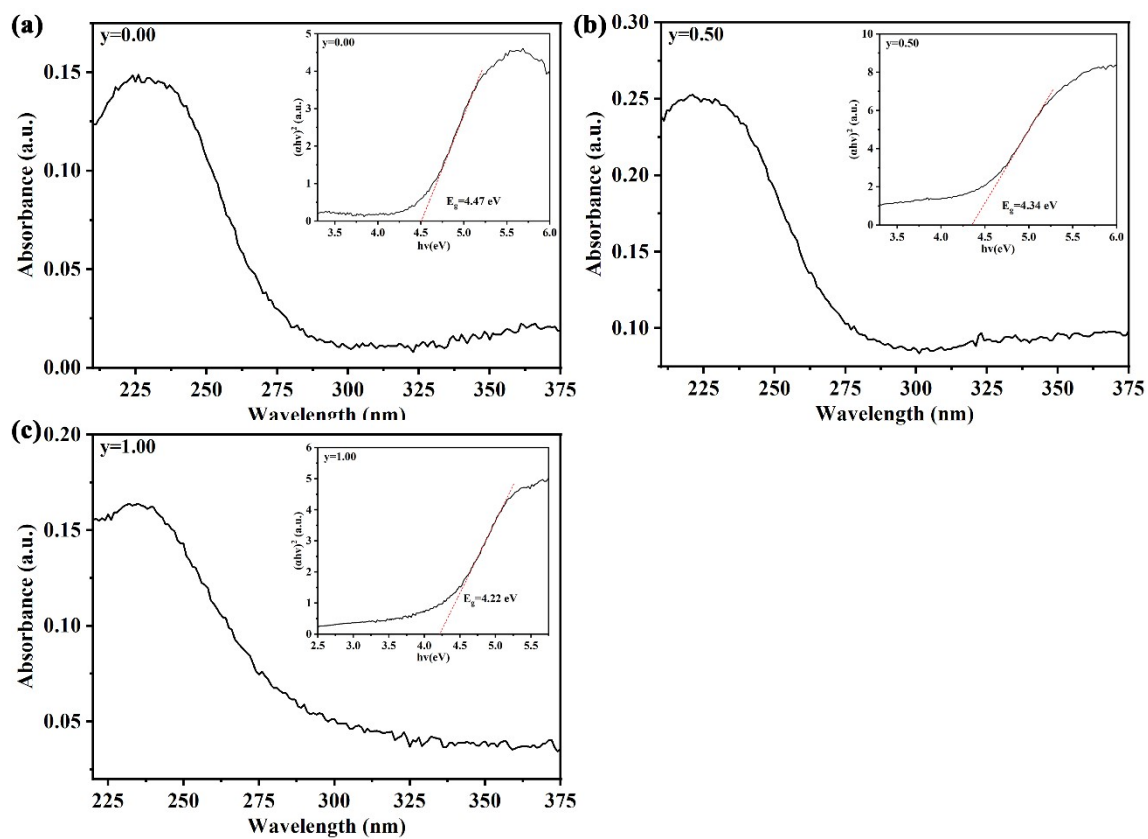 (a)
y=0.00
Absorbance (a.u.)
0.15
0.10
0.05
0.00
225 250 275 300 325 350 375
Wavelength (nm)
y=0.00
(αhν)²(a.u.)
5
4
3
2
1
0
3.5 4.0 4.5 5.0 5.5 6.0
hν(eV)
Eg=4.47 eV
(b)
y=0.50
Absorbance (a.u.)
0.30
0.25
0.20
0.15
0.10
225 250 275 300 325 350 375
Wavelength (nm)
y=0.50
(αhν)² (a.u.)
10
8
6
4
2
0
3.5 4.0 4.5 5.0 5.5 6.0
hν(eV)
Eg=4.34 eV
(c)
y=1.00
Absorbance (a.u.)
0.20
0.15
0.10
0.05
225 250 275 300 325 350 375
Wavelength (nm)
y=1.00
(αhν)² (a.u.)
6
5
4
3
2
1
0
2.5 3.0 3.5 4.0 4.5 5.0 5.5
hν(eV)
Eg=4.22 eV